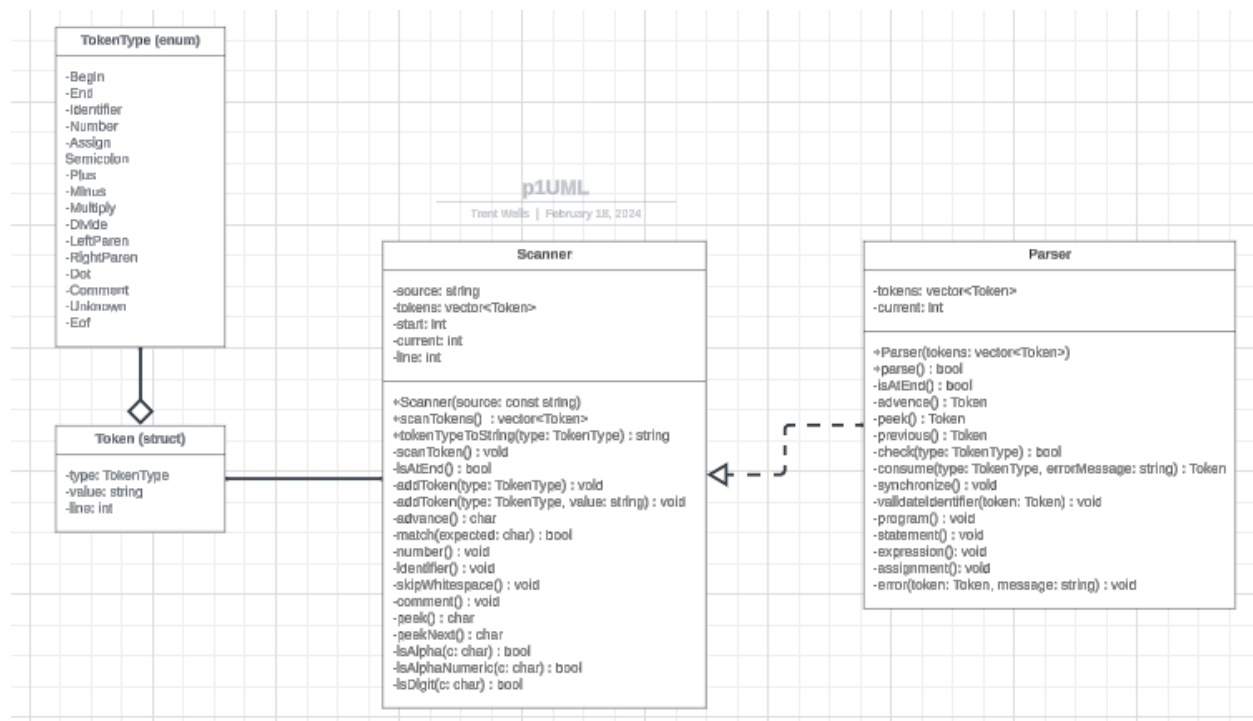 TokenType (enum)
-Begin
-End
-Identifier
-Number
-Assign
Semicolon
-Plus
-Minus
-Multiply
-Divide
-LeftParen
-RightParen
-Dot
-Comment
-Unknown
-Eof
Token (struct)
-type: TokenType
-value: string
-line: int
p1UML
Trent Wells | February 18, 2024
Scanner
-source: string
-tokens: vector<Token>
-start: int
-current: int
-line: int
+Scanner(source: const string)
+scanTokens() : vector<Token>
+tokenTypeToString(type: TokenType) : string
-scanToken() : void
-isAtEnd() : bool
-addToken(type: TokenType) : void
-addToken(type: TokenType, value: string) : void
-advance() : char
-match(expected: char) : bool
-number() : void
-identifier() : void
-skipWhitespace() : void
-comment() : void
-peek() : char
-peekNext() : char
-isAlpha(c: char) : bool
-isAlphaNumeric(c: char) : bool
-isDigit(c: char) : bool
Parser
-tokens: vector<Token>
-current: int
+Parser(tokens: vector<Token>)
+parse() : bool
-isAtEnd() : bool
-advence() : Token
-peek() : Token
-previous() : Token
-check(type: TokenType) : bool
-consume(type: TokenType, errorMessage: string) : Token
-synchronize() : void
-validateIdentifier(token: Token) : void
-program() : void
-statement() : void
-expression(): void
-assignment(): void
-error(token: Token, message: string) : void